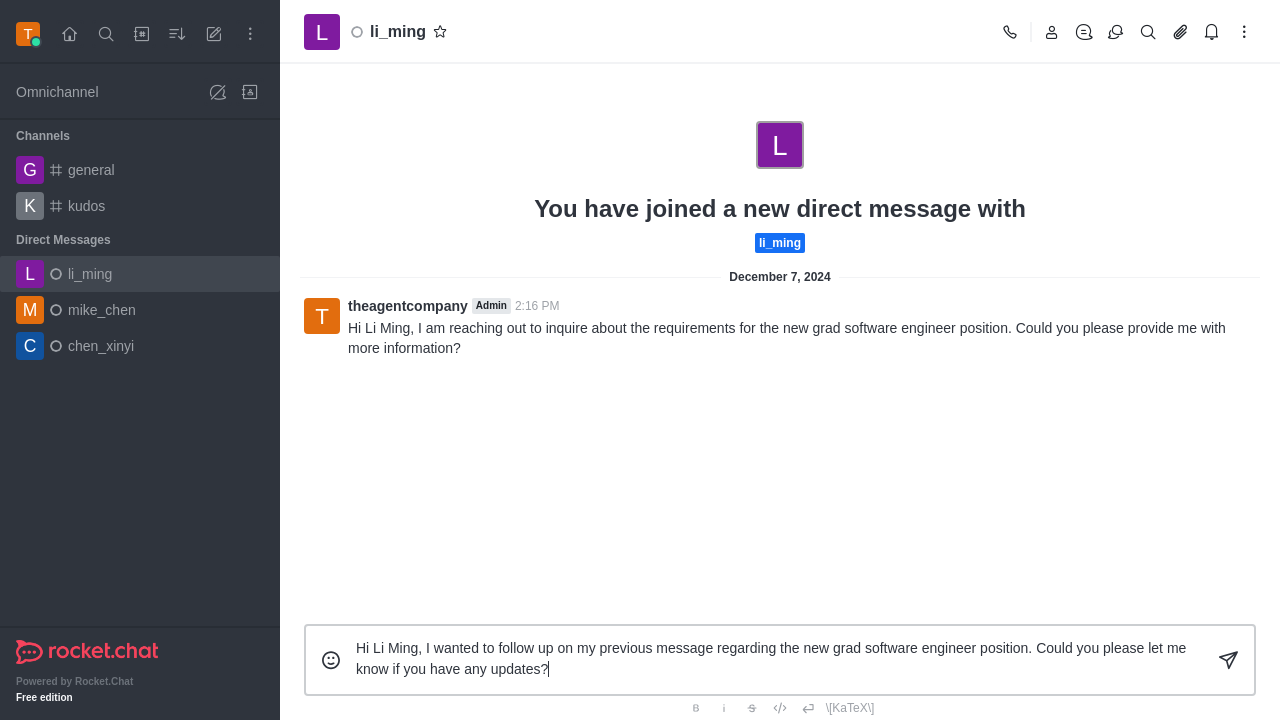 T
Omnichannel
Channels
G general
K kudos
Direct Messages
L li_ming
M mike_chen
C chen_xinyi
rocket.chat
Powered by Rocket.Chat
Free edition
L li_ming
L
You have joined a new direct message with
li_ming
December 7, 2024
T theagentcompany Admin 2:16 PM
Hi Li Ming, I am reaching out to inquire about the requirements for the new grad software engineer position. Could you please provide me with
more information?
Hi Li Ming, I wanted to follow up on my previous message regarding the new grad software engineer position. Could you please let me
know if you have any updates?
B i S \[KaTeX\]